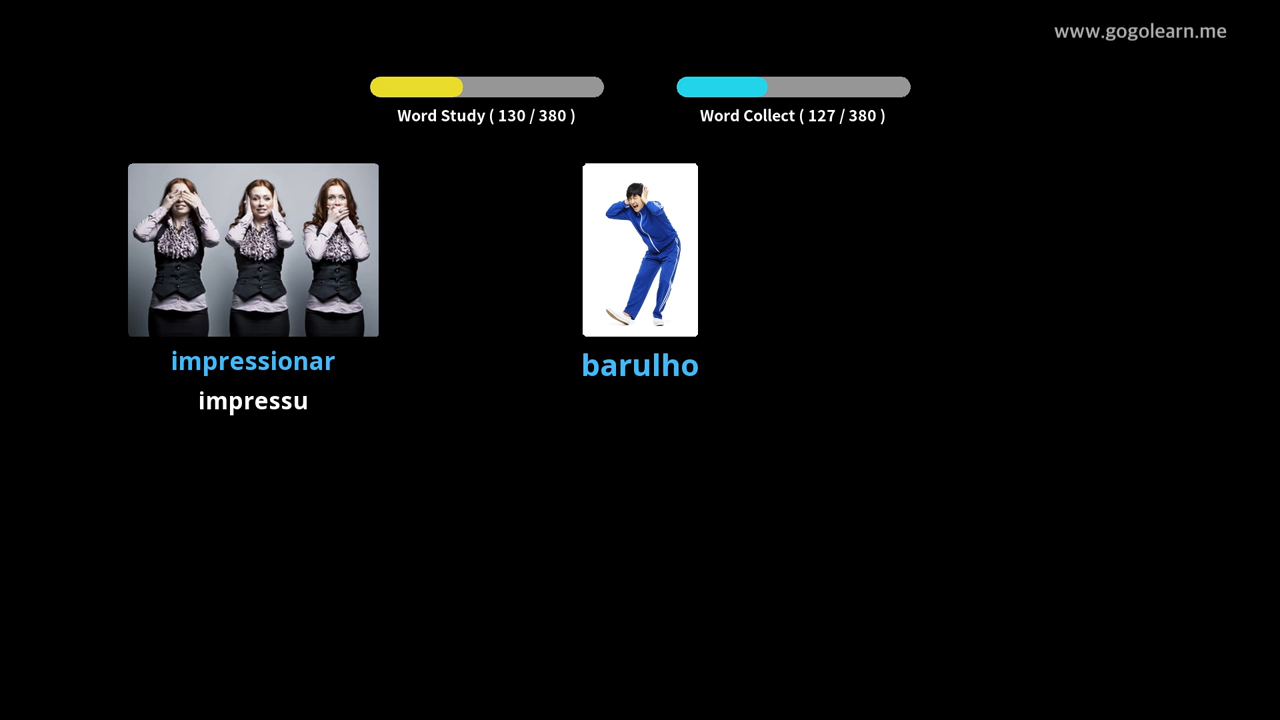 www.gogolearn.me
Word Study ( 130 / 380 )
Word Collect ( 127 / 380 )
impressionar
impressu
barulho